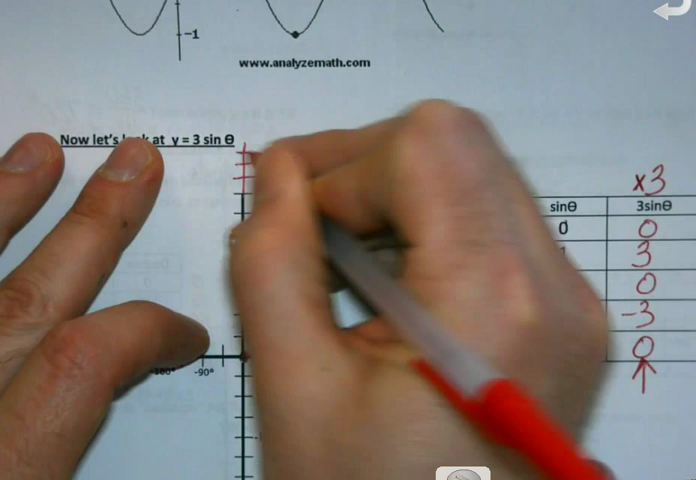 -1
www.analyzemath.com
Now let's at y = 3 sin Θ
x3
sinΘ 3sinΘ
0 0
3
0
-3
0
-90°